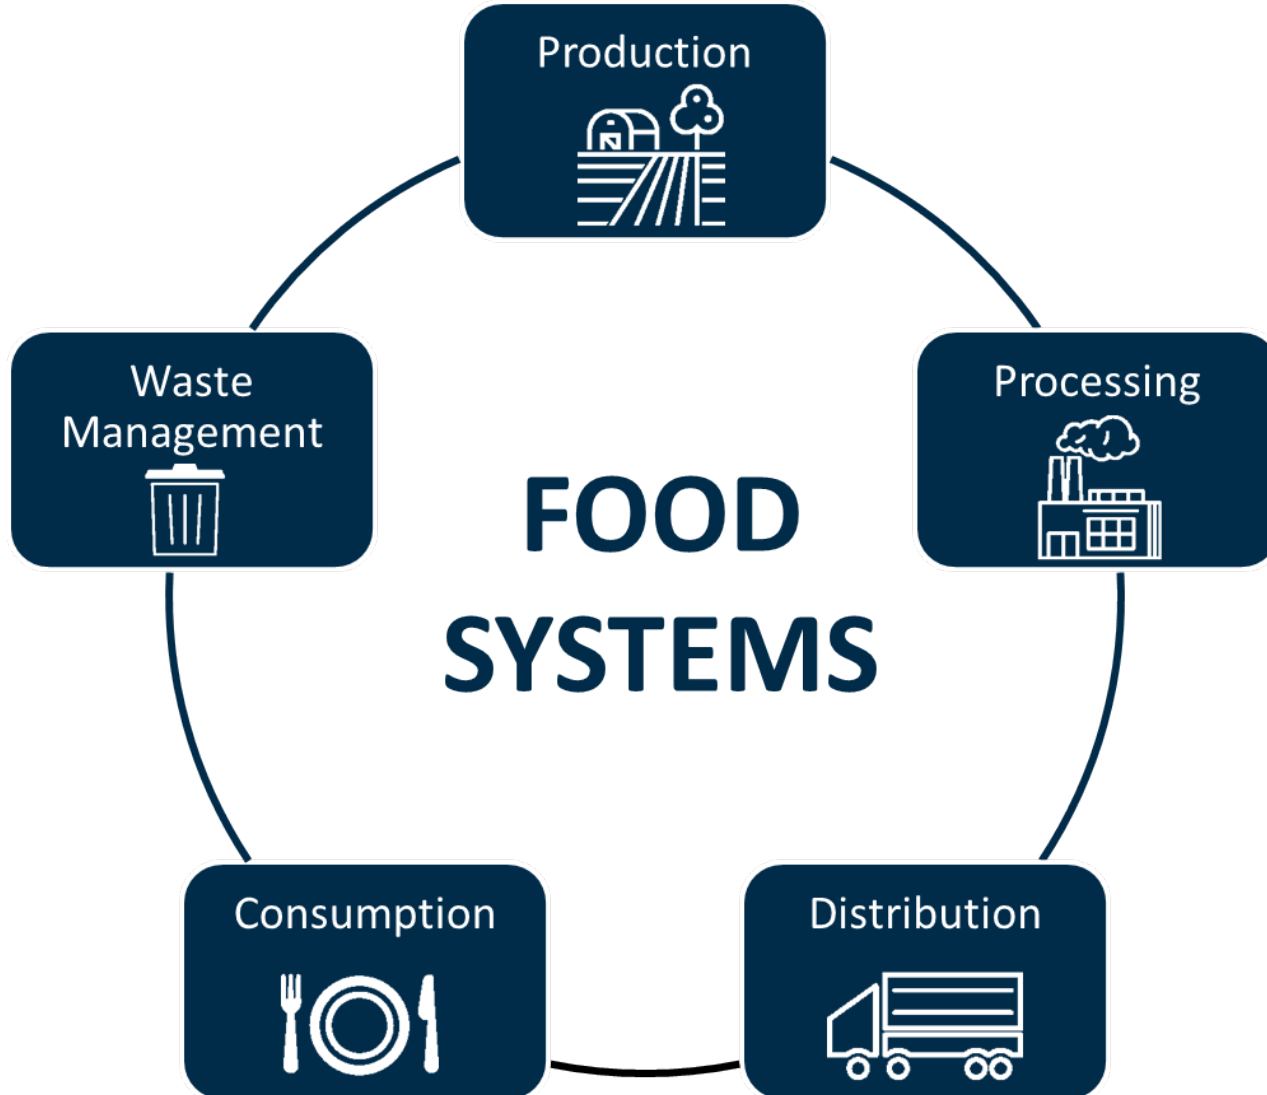 Production
Processing
Distribution
Consumption
Waste
Management
FOOD
SYSTEMS